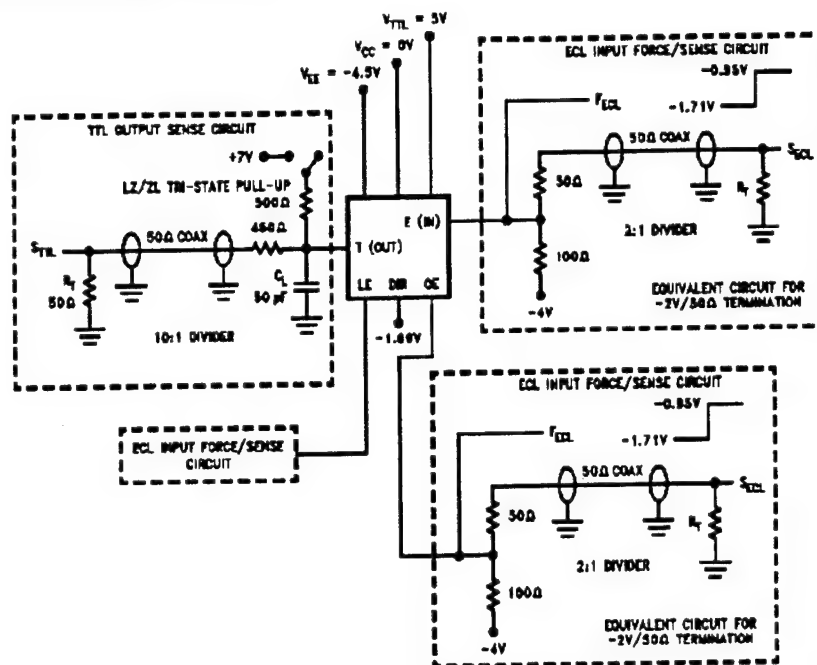 V_TTL = 5V
V_CC = 0V
V_EE = -4.5V
TTL OUTPUT SENSE CIRCUIT
+7V
LZ/ZL TRI-STATE PULL-UP
500Ω
450Ω
S_TTL
50Ω COAX
R_T
50Ω
C_L
50 pF
10:1 DIVIDER
E (IN)
T (OUT)
LE
DIR
OE
ECL INPUT FORCE/SENSE
CIRCUIT
ECL INPUT FORCE/SENSE CIRCUIT
-0.95V
F_ECL
-1.71V
50Ω COAX
S_ECL
50Ω
R_T
2:1 DIVIDER
100Ω
-4V
EQUIVALENT CIRCUIT FOR
-2V/50Ω TERMINATION
ECL INPUT FORCE/SENSE CIRCUIT
-0.95V
F_ECL
-1.71V
50Ω COAX
S_ECL
50Ω
R_T
2:1 DIVIDER
100Ω
-4V
EQUIVALENT CIRCUIT FOR
-2V/50Ω TERMINATION